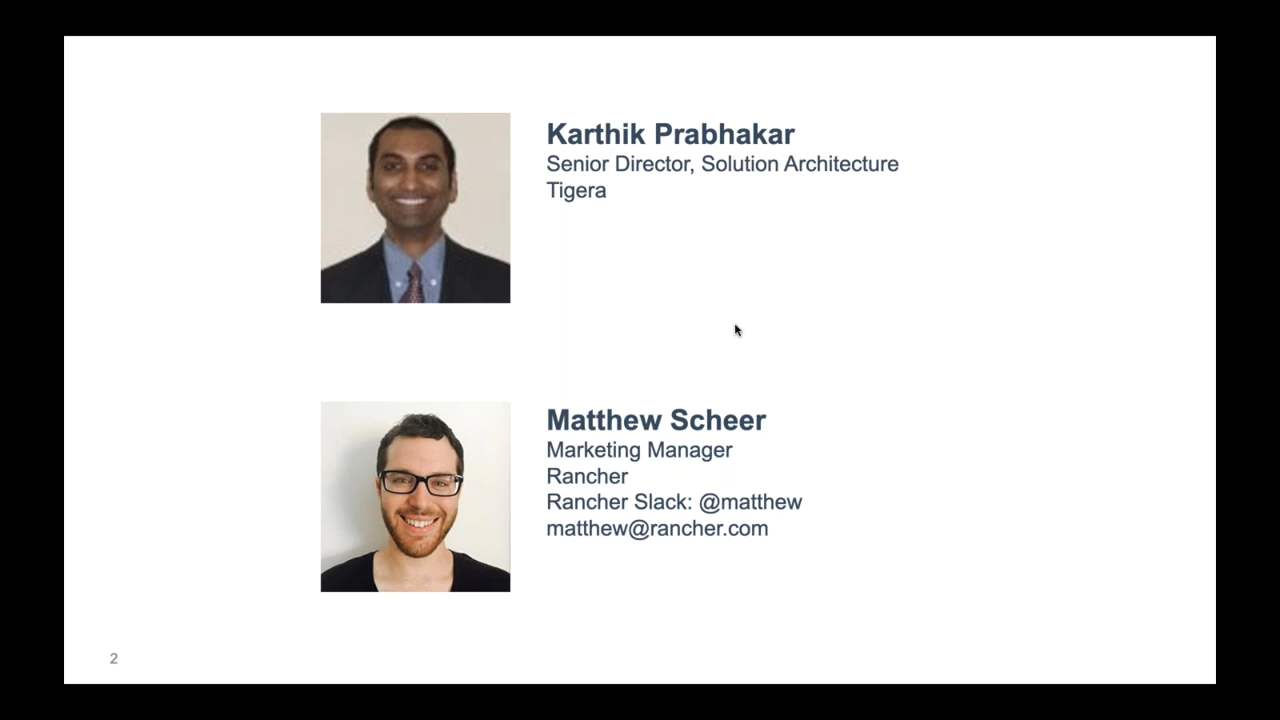 Karthik Prabhakar
Senior Director, Solution Architecture
Tigera
Matthew Scheer
Marketing Manager
Rancher
Rancher Slack: @matthew
matthew@rancher.com
2